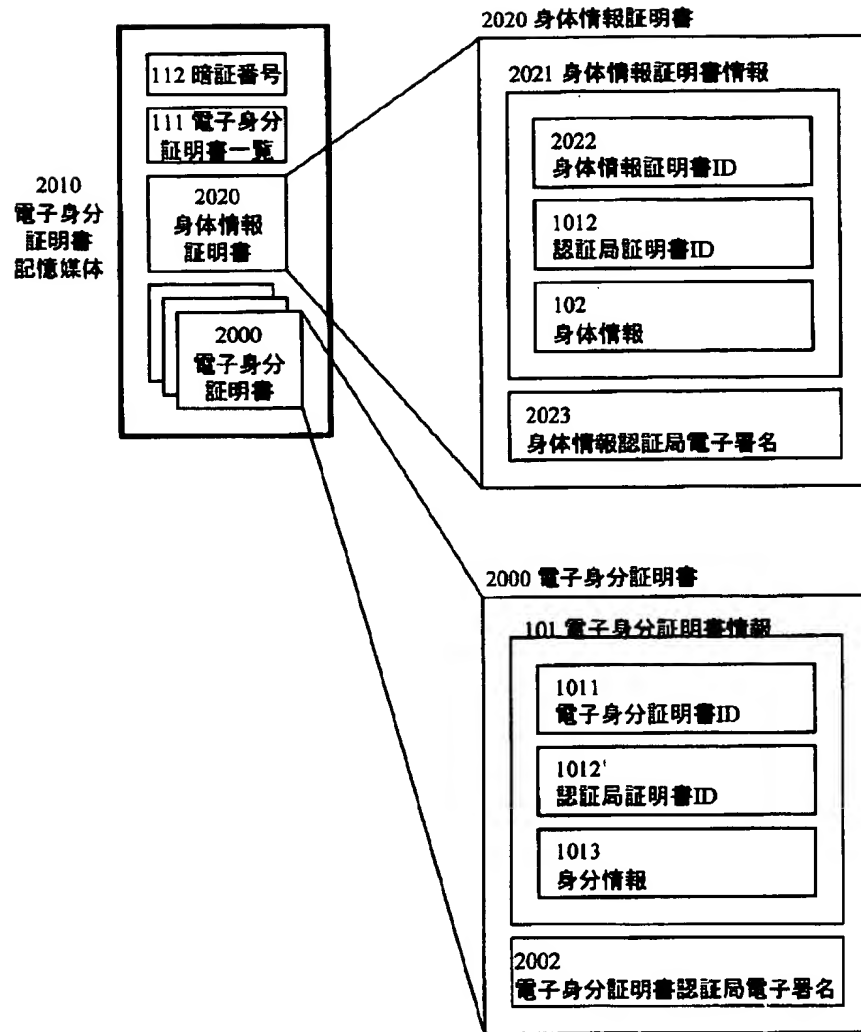 112 暗証番号
111 電子身分
証明書一覧
2020
身体情報
証明書
2000
電子身分
証明書
2010
電子身分
証明書
記憶媒体
2020 身体情報証明書
2021 身体情報証明書情報
2022
身体情報証明書ID
1012
認証局証明書ID
102
身体情報
2023
身体情報認証局電子署名
2000 電子身分証明書
101 電子身分証明書情報
1011
電子身分証明書ID
1012'
認証局証明書ID
1013
身分情報
2002
電子身分証明書認証局電子署名